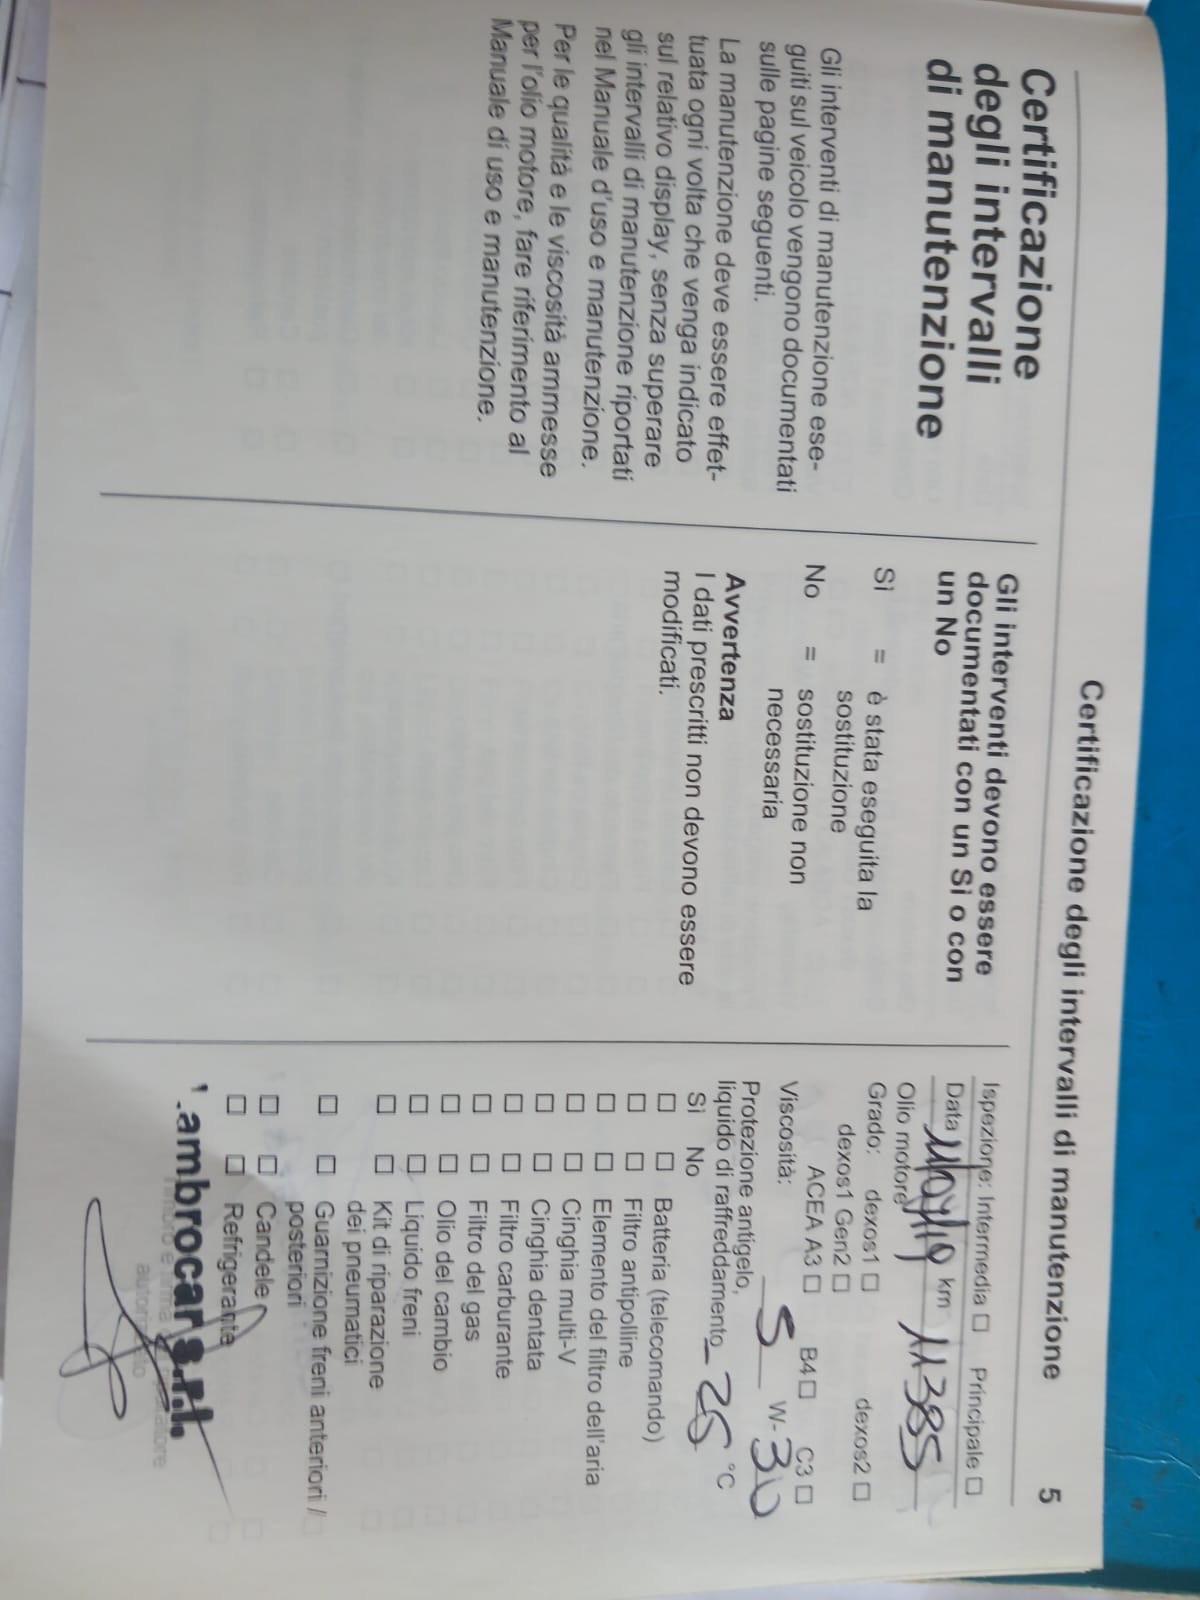 Certificazione degli intervalli di manutenzione 5
Certificazione
degli intervalli
di manutenzione
Gli interventi di manutenzione ese-
guiti sul veicolo vengono documentati
sulle pagine seguenti.
La manutenzione deve essere effet-
tuata ogni volta che venga indicato
sul relativo display, senza superare
gli intervalli di manutenzione riportati
nel Manuale d'uso e manutenzione.
Per le qualità e le viscosità ammesse
per l'olio motore, fare riferimento al
Manuale di uso e manutenzione.
Gli interventi devono essere
documentati con un Sì o con
un No
Sì = è stata eseguita la
sostituzione
No = sostituzione non
necessaria
Avvertenza
I dati prescritti non devono essere
modificati.
Ispezione: Intermedia □ Principale □
Data km 11385
Olio motore
Grado: dexos1 □ dexos2 □
dexos1 Gen2 □
ACEA A3 □ B4 □ C3 □
Viscosità: 5 W- 30
Protezione antigelo,
liquido di raffreddamento 25 °C
Sì No
□ □ Batteria (telecomando)
□ □ Filtro antipolline
□ □ Elemento del filtro dell'aria
□ □ Cinghia multi-V
□ □ Cinghia dentata
□ □ Filtro carburante
□ □ Filtro del gas
□ □ Olio del cambio
□ □ Liquido freni
□ □ Kit di riparazione
dei pneumatici
□ □ Guarnizione freni anteriori /
posteriori
□ □ Candele
□ □ Refrigerante
ambrocar s.r.l.